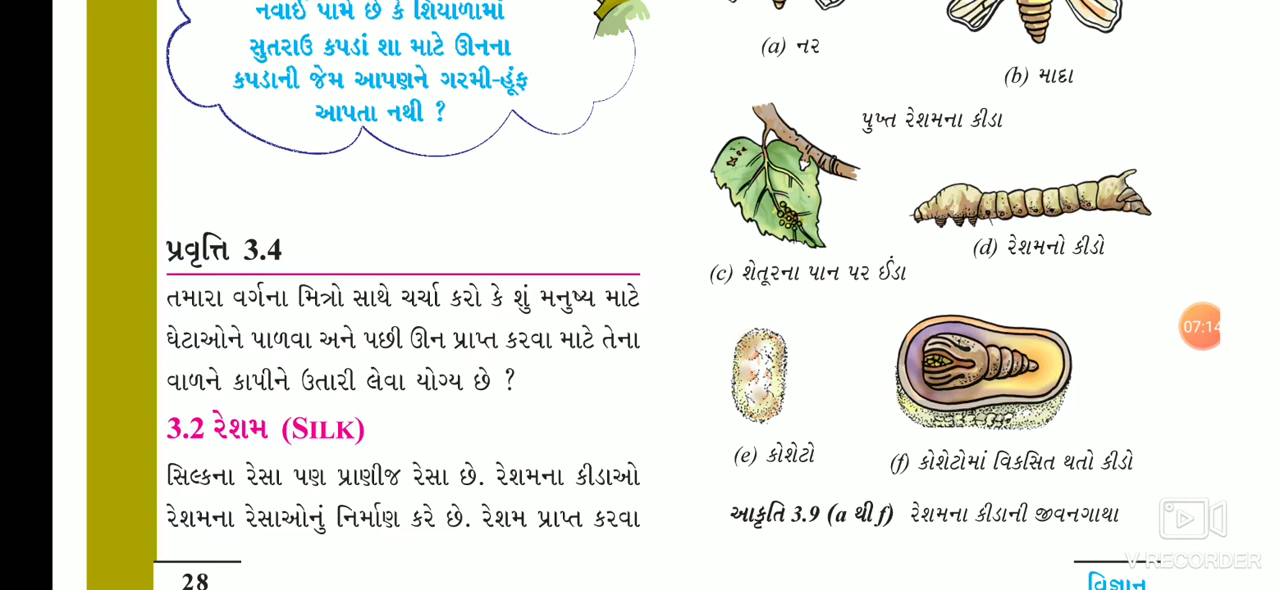 નવાઈ પામે છે કે શિયાળામાં
સુતરાઉ કપડાં શા માટે ઊનના
કપડાની જેમ આપણને ગરમી-હૂંફ
આપતા નથી ?
પ્રવૃત્તિ 3.4
તમારા વર્ગના મિત્રો સાથે ચર્ચા કરો કે શું મનુષ્ય માટે
ઘેટાઓને પાળવા અને પછી ઊન પ્રાપ્ત કરવા માટે તેના
વાળને કાપીને ઉતારી લેવા યોગ્ય છે ?
3.2 રેશમ (SILK)
સિલ્કના રેસા પણ પ્રાણીજ રેસા છે. રેશમના કીડાઓ
રેશમના રેસાઓનું નિર્માણ કરે છે. રેશમ પ્રાપ્ત કરવા
28
(a) નર
(b) માદા
પુખ્ત રેશમના કીડા
(c) શેતૂરના પાન પર ઈંડા
(d) રેશમનો કીડો
(e) કોશેટો
(f) કોશેટોમાં વિકસિત થતો કીડો
આકૃતિ 3.9 (a થી f) રેશમના કીડાની જીવનગાથા
વિજ્ઞાન
07:14
V RECORDER